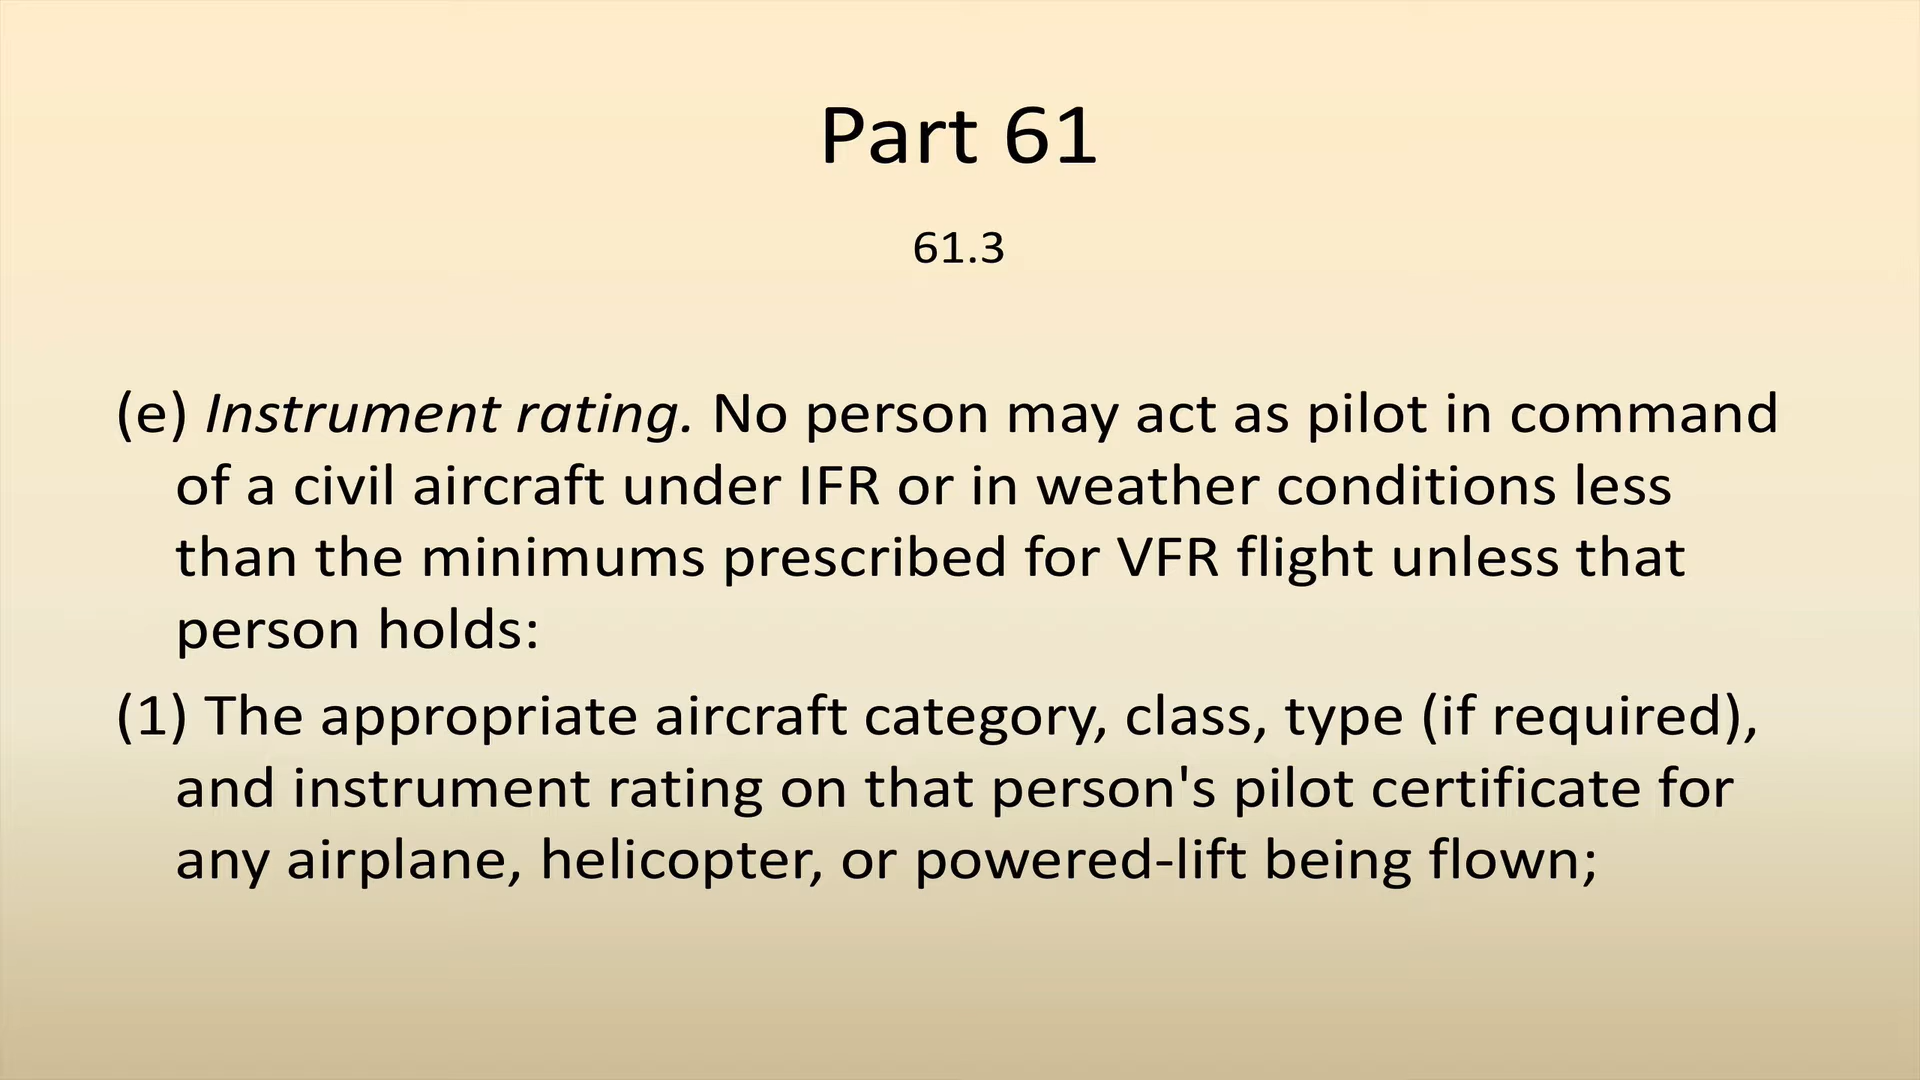 Part 61
61.3
(e) Instrument rating. No person may act as pilot in command
of a civil aircraft under IFR or in weather conditions less
than the minimums prescribed for VFR flight unless that
person holds:
(1) The appropriate aircraft category, class, type (if required),
and instrument rating on that person's pilot certificate for
any airplane, helicopter, or powered-lift being flown;